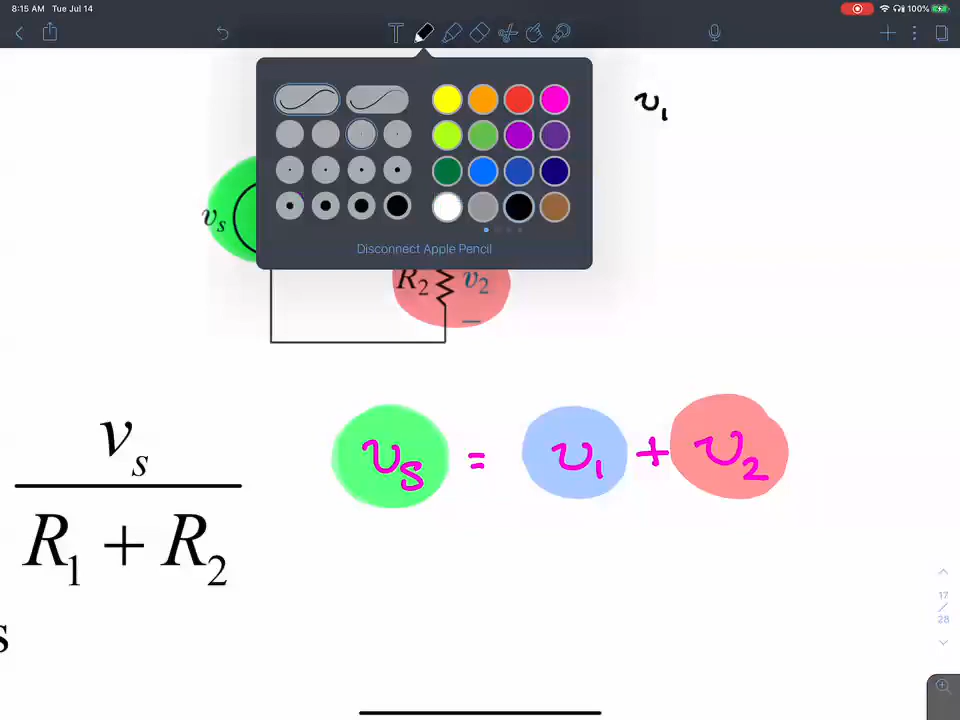 8:15 AM Tue Jul 14
100%
T
Disconnect Apple Pencil
v₁
vₛ
R₂ v₂
−
vₛ
R₁ + R₂
vₛ = v₁ + v₂
s
17
/
28